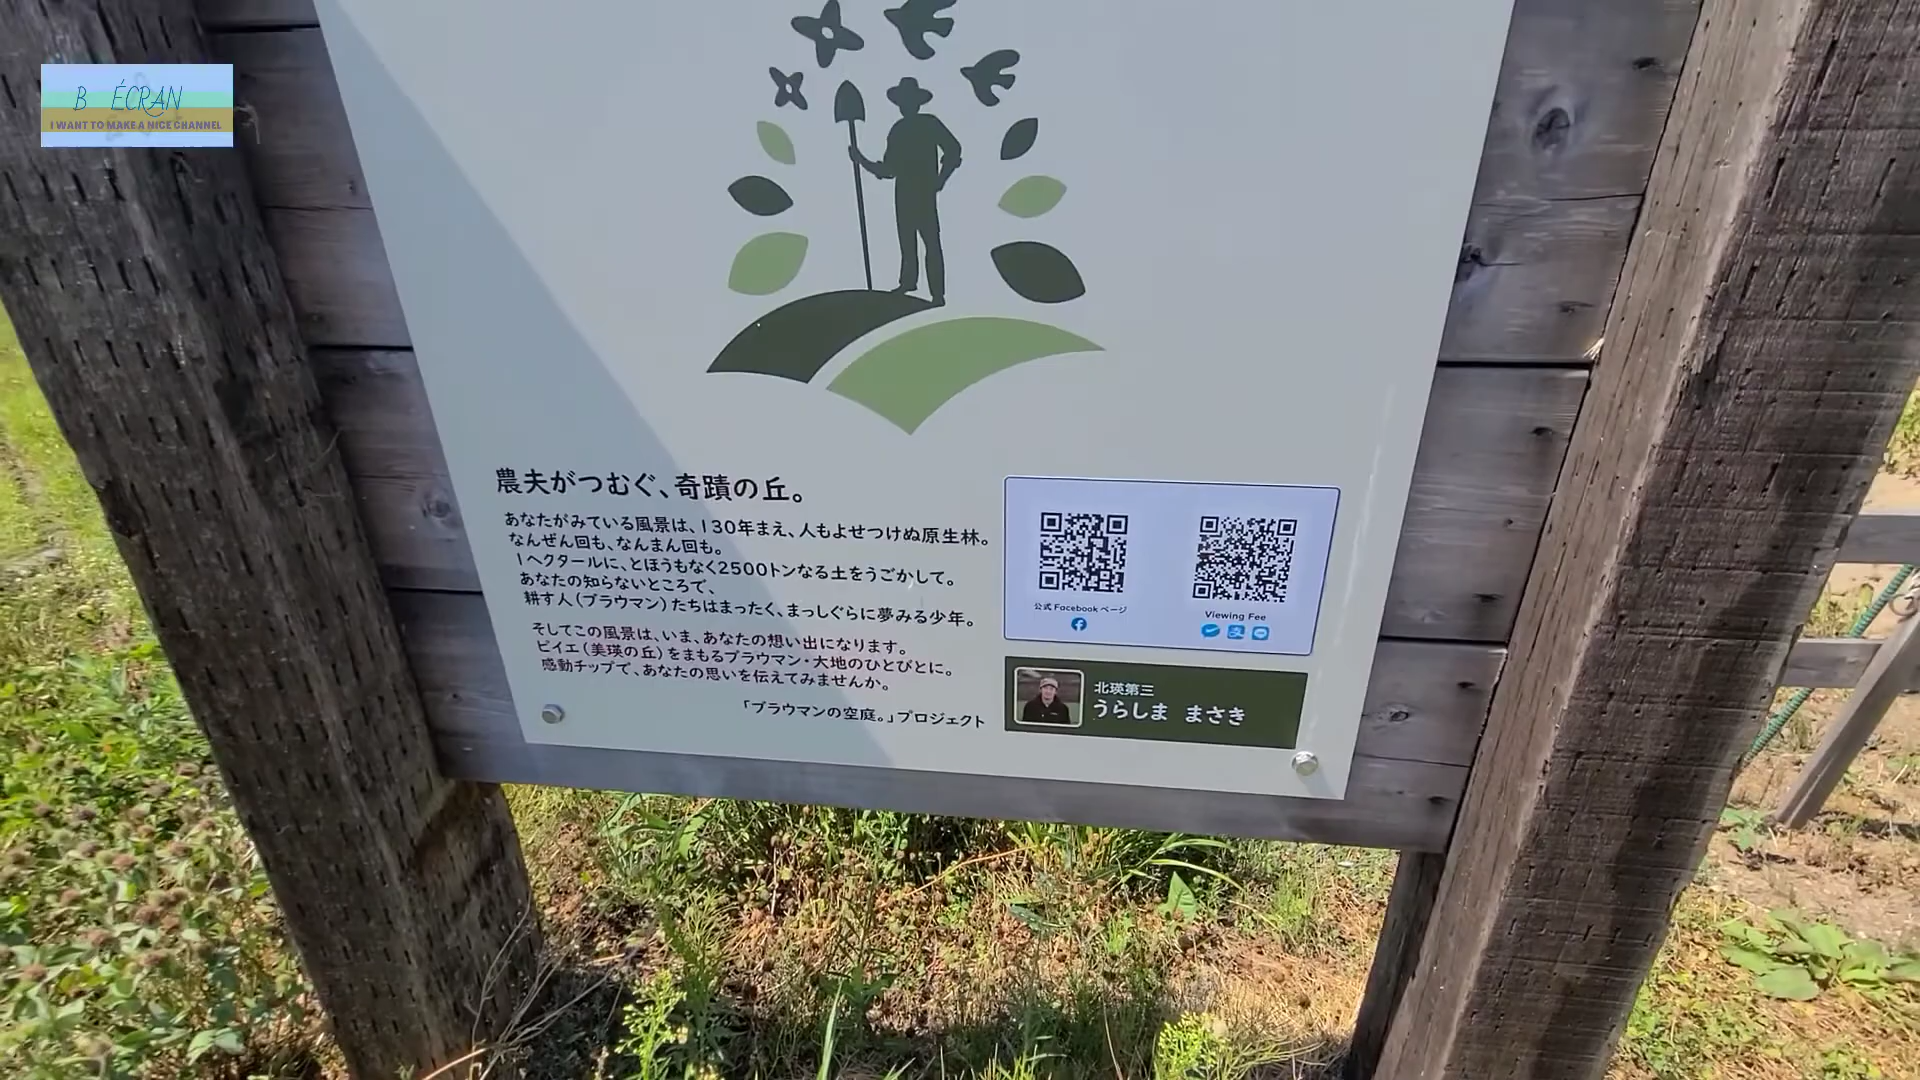 B ÉCRAN
I WANT TO MAKE A NICE CHANNEL
農夫がつむぐ、奇蹟の丘。
あなたがみている風景は、130年まえ、人もよせつけぬ原生林。
なんぜん回も、なんまん回も。
1ヘクタールに、とほうもなく2500トンなる土をうごかして。
あなたの知らないところで、
耕す人（プラウマン）たちはまったく、まっしぐらに夢みる少年。
そしてこの風景は、いま、あなたの想い出になります。
ビイエ（美瑛の丘）をまもるプラウマン・大地のひとびとに。
感動チップで、あなたの思いを伝えてみませんか。
「プラウマンの空庭。」プロジェクト
公式Facebookページ
Viewing Fee
北瑛第三
うらしま まさき